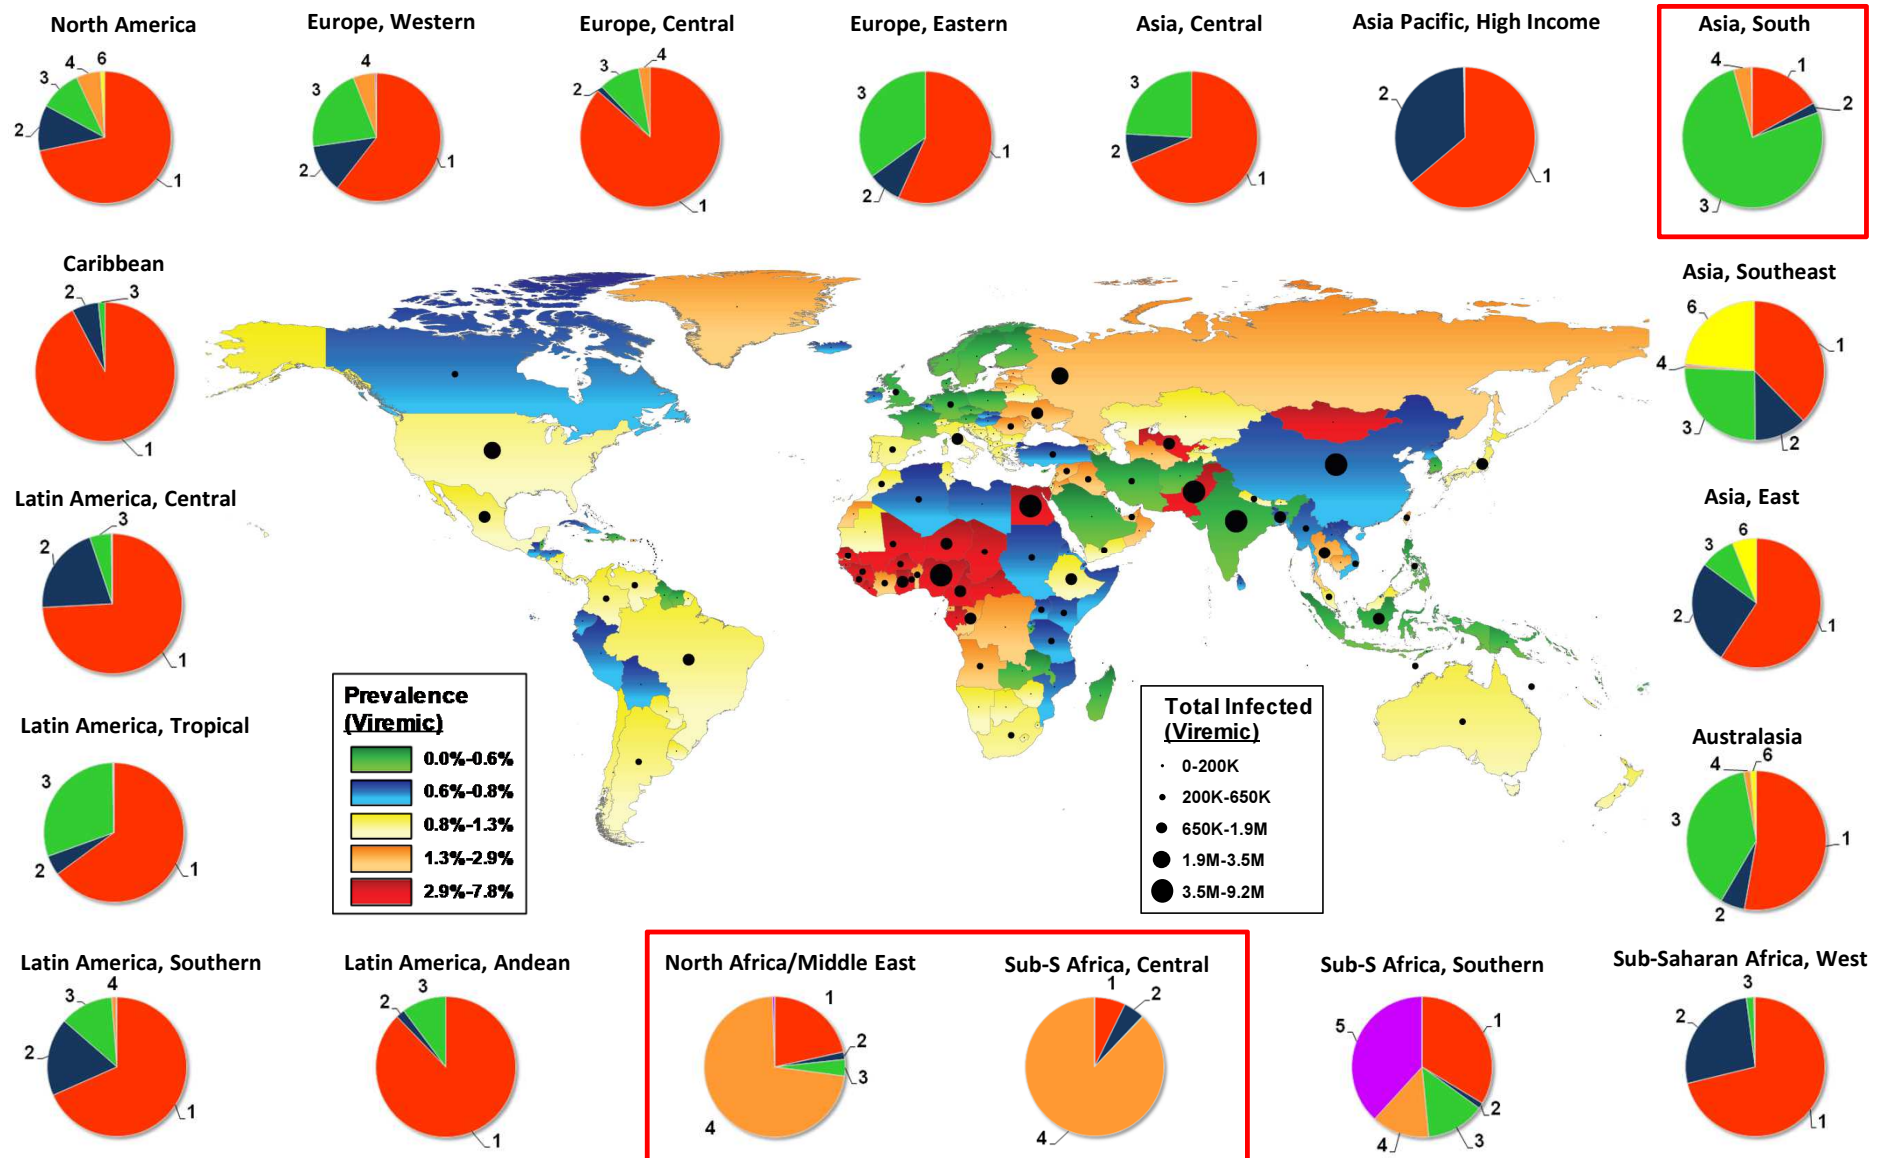 North America
4
6
3
2
1
Europe, Western
4
3
2
1
Europe, Central
3
4
2
1
Europe, Eastern
3
1
2
Asia, Central
3
2
1
Asia Pacific, High Income
2
1
Asia, South
4
1
2
3
Caribbean
2
3
1
Asia, Southeast
6
1
4
3
2
Latin America, Central
3
2
1
Asia, East
6
3
2
1
Latin America, Tropical
3
2
1
Prevalence
(Viremic)
0.0%-0.6%
0.6%-0.8%
0.8%-1.3%
1.3%-2.9%
2.9%-7.8%
Total Infected
(Viremic)
0-200K
200K-650K
650K-1.9M
1.9M-3.5M
3.5M-9.2M
Australasia
4
6
3
1
2
Latin America, Southern
4
3
2
1
Latin America, Andean
3
2
1
North Africa/Middle East
1
2
3
4
Sub-S Africa, Central
1
2
4
Sub-S Africa, Southern
5
1
2
4
3
Sub-Saharan Africa, West
3
2
1